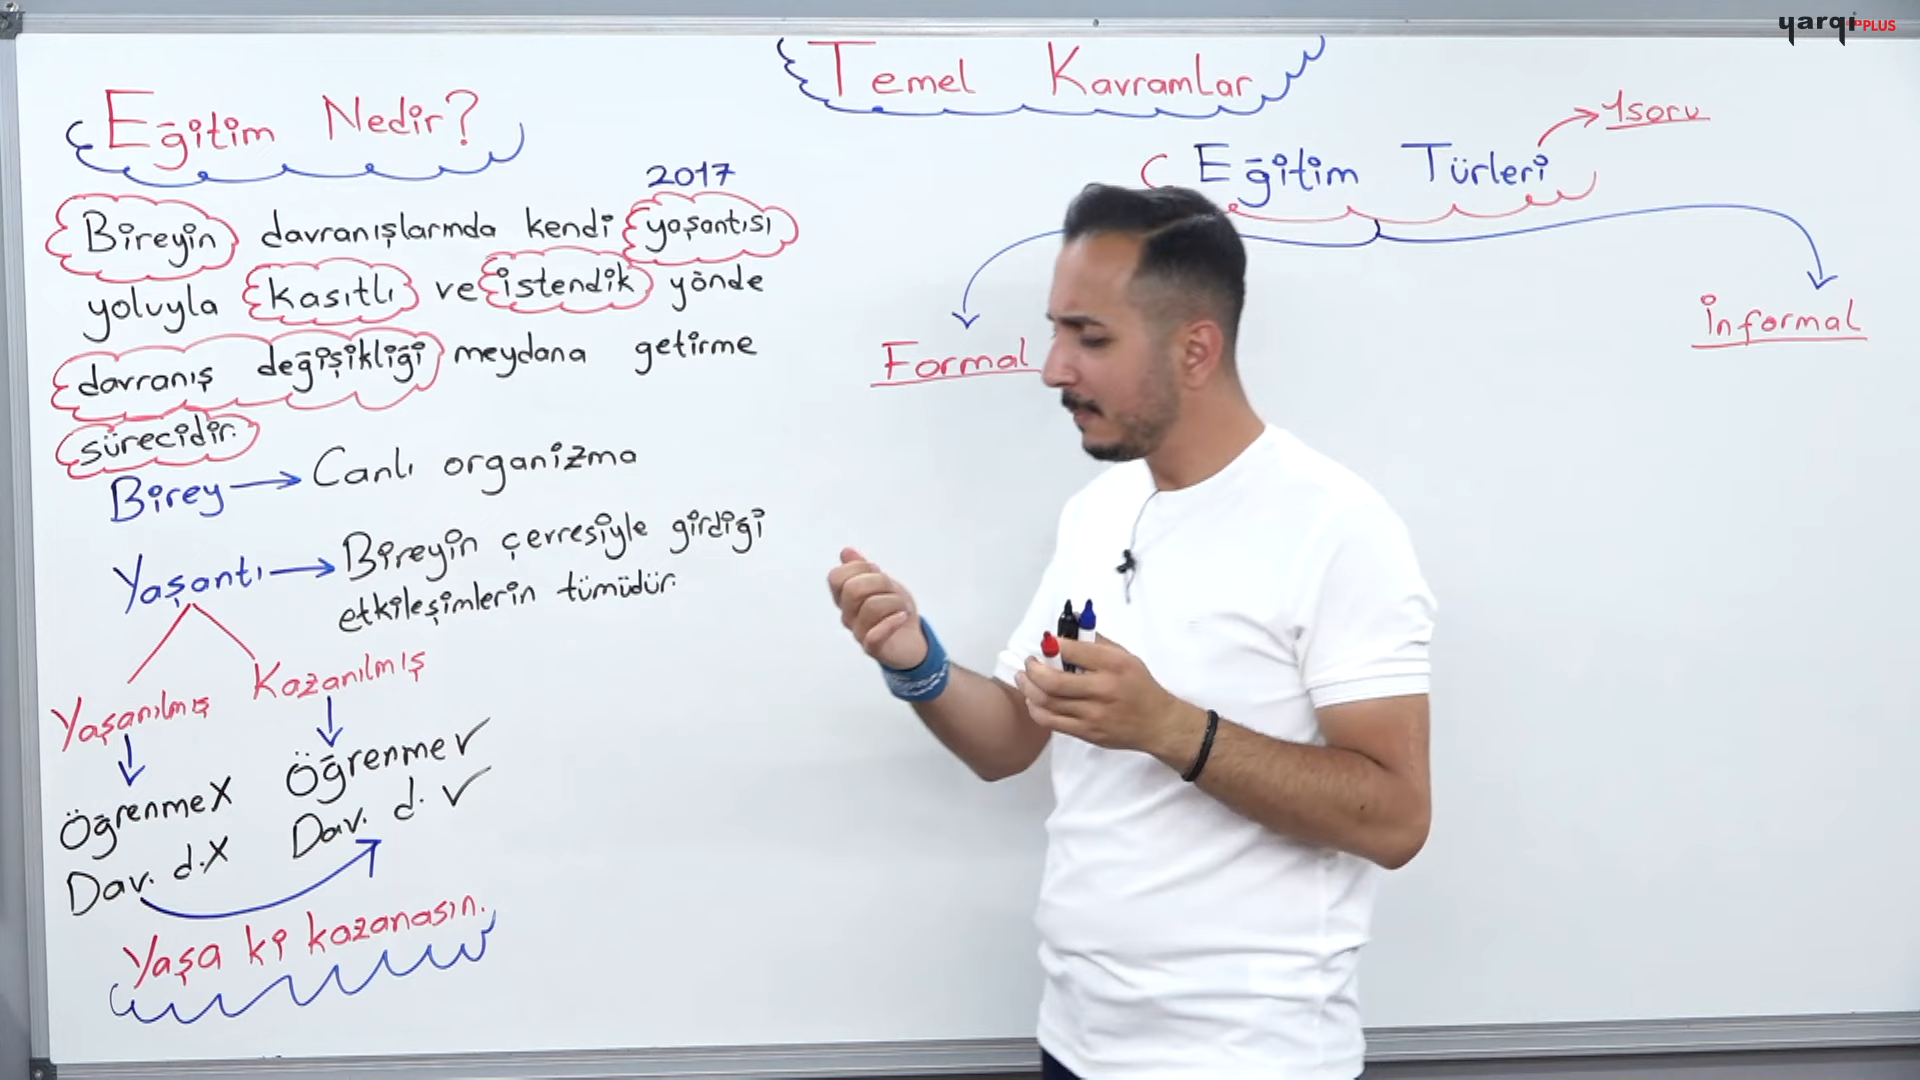 yarqı PLUS
Temel Kavramlar
Eğitim Nedir?
2017
Bireyin davranışlarında kendi yaşantısı
yoluyla kasıtlı ve istendik yönde
davranış değişikliği meydana getirme
sürecidir.
Birey → Canlı organizma
Yaşantı → Bireyin çevresiyle girdiği
etkileşimlerin tümüdür.
Yaşanılmış Kazanılmış
Öğrenme X Öğrenme ✓
Dav. d. X Dav. d. ✓
Yaşa ki kazanasın.
Eğitim Türleri → 1 soru
Formal
İnformal